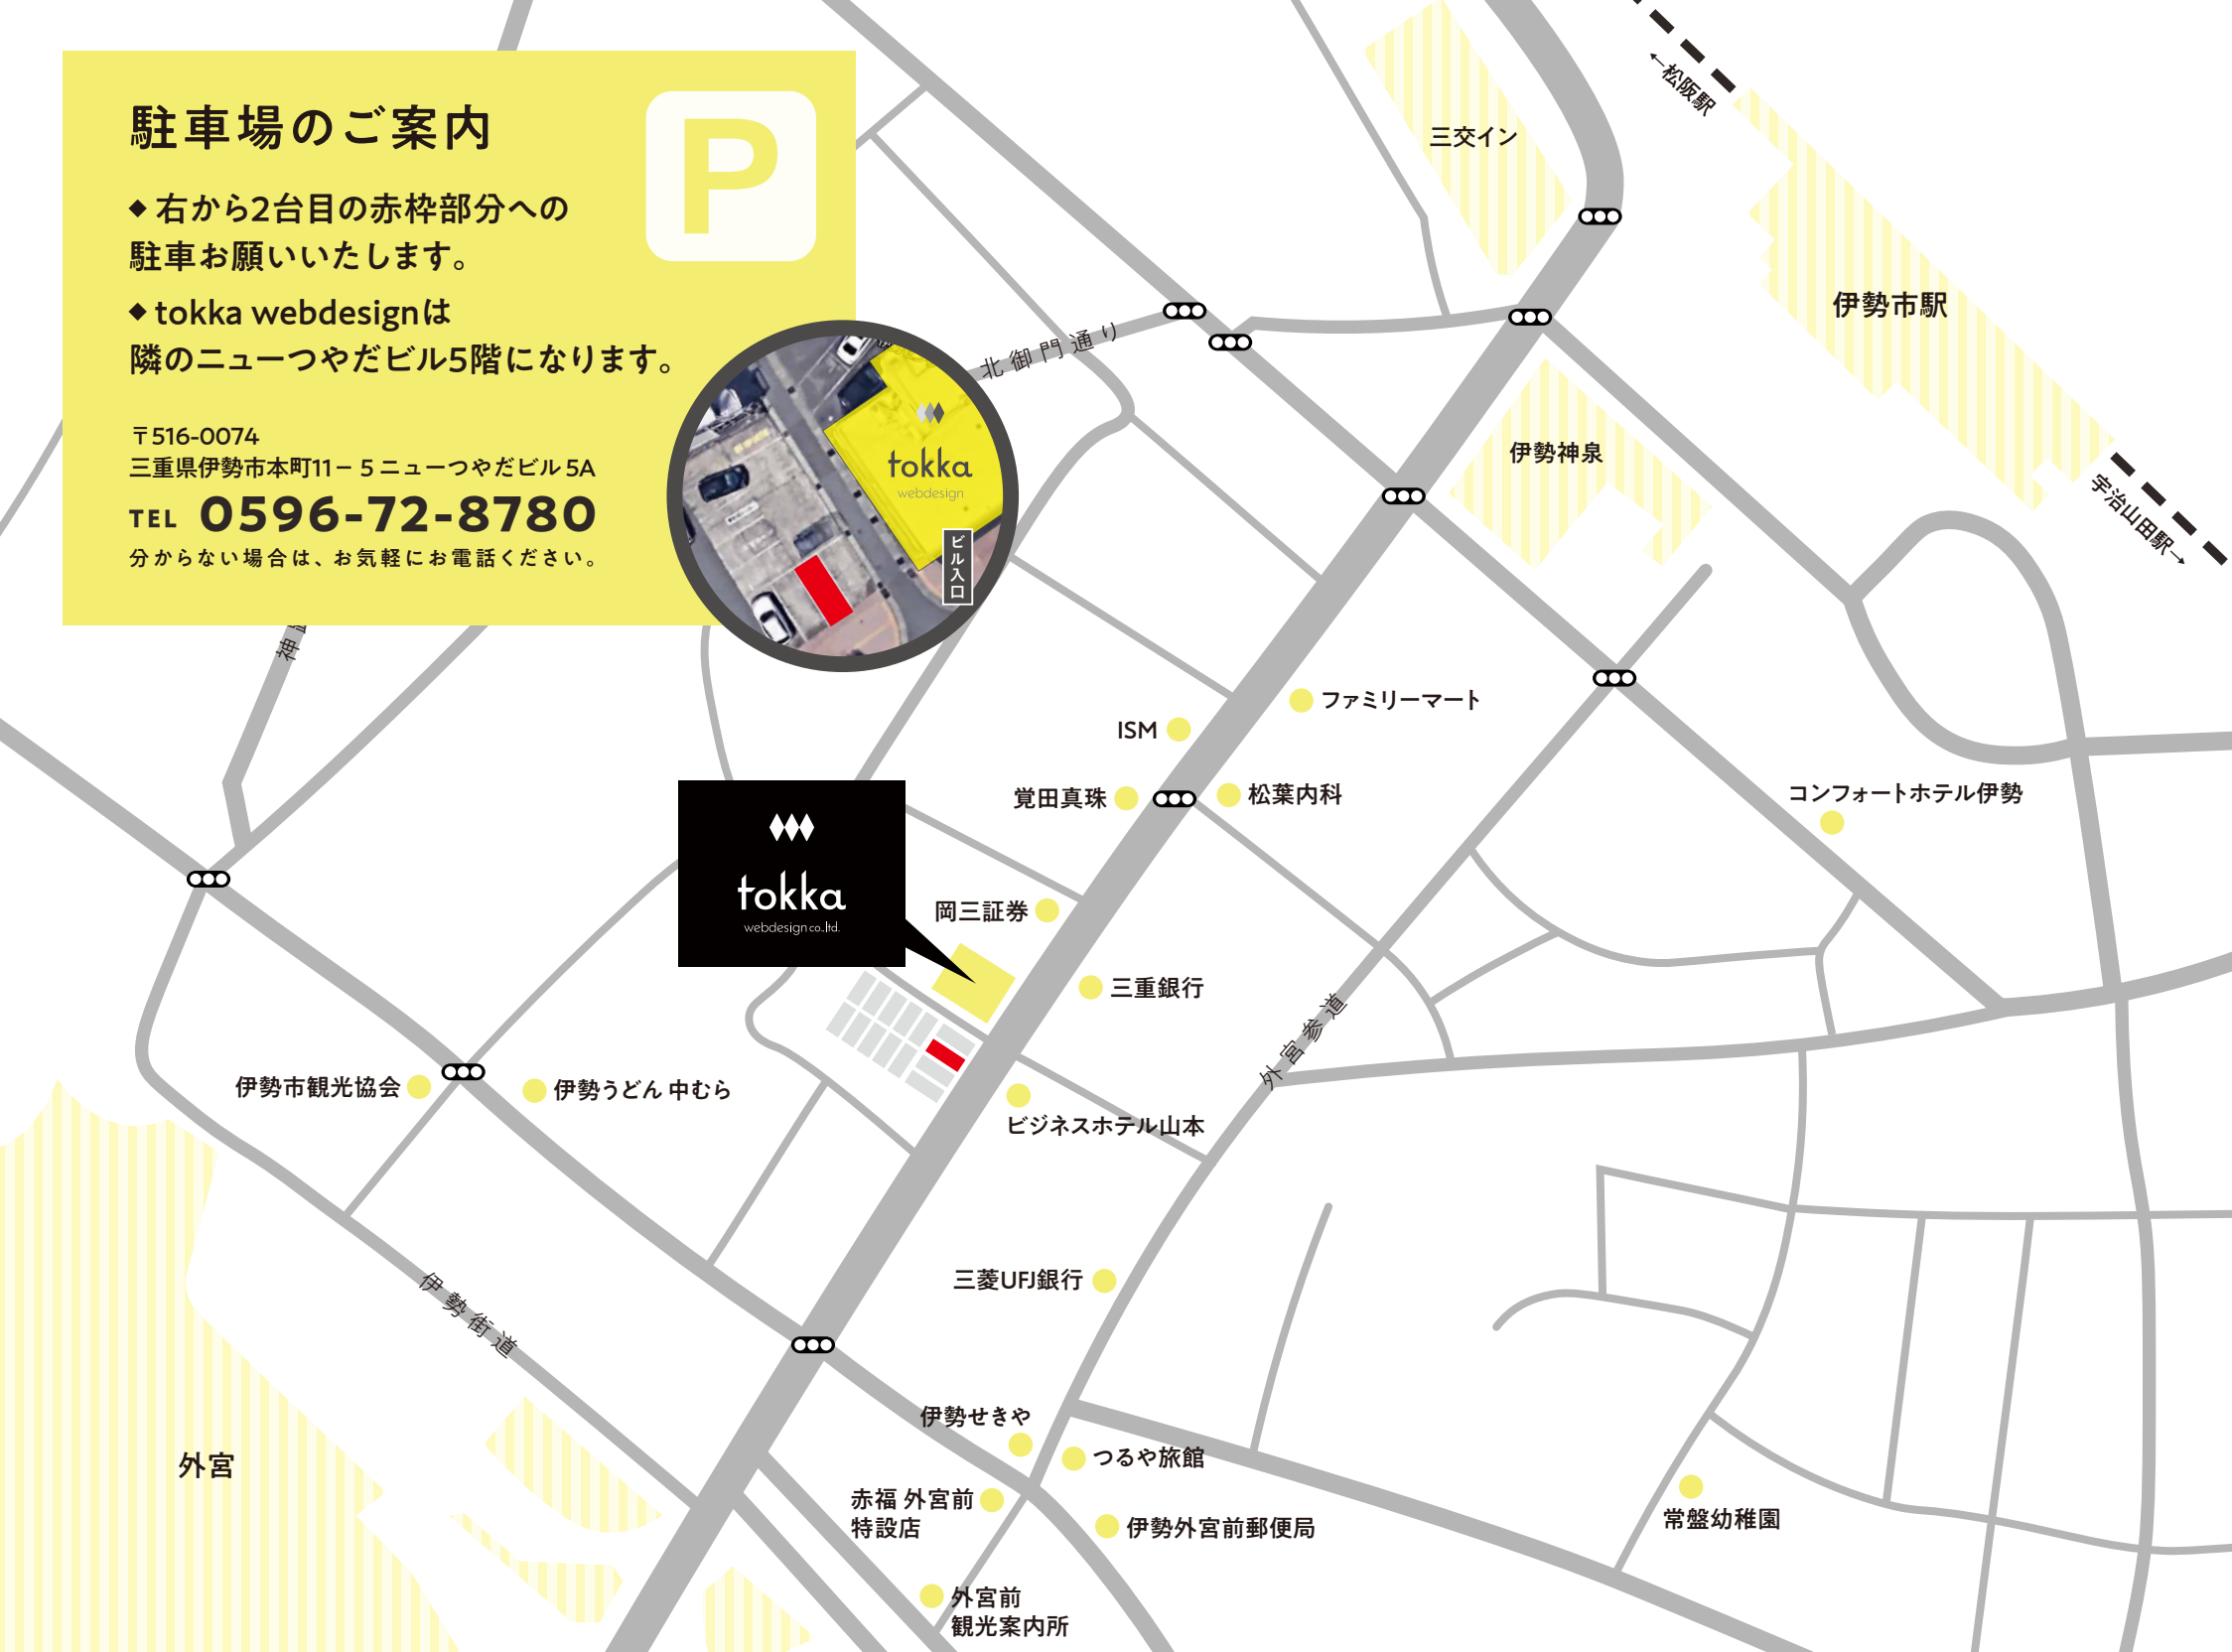 駐車場のご案内
P
◆ 右から2台目の赤枠部分への
駐車お願いいたします。
◆ tokka webdesignは
隣のニューつやだビル5階になります。
〒516-0074
三重県伊勢市本町11－5 ニューつやだビル 5A
TEL 0596-72-8780
分からない場合は、お気軽にお電話ください。
tokka
webdesign
ビル入口
←松阪駅
三交イン
伊勢市駅
北御門通り
伊勢神泉
宇治山田駅→
神
ファミリーマート
ISM
覚田真珠
松葉内科
コンフォートホテル伊勢
tokka
webdesign co.,ltd.
岡三証券
三重銀行
外宮参道
伊勢市観光協会
伊勢うどん 中むら
ビジネスホテル山本
三菱UFJ銀行
伊勢街道
伊勢せきや
つるや旅館
外宮
赤福 外宮前
特設店
伊勢外宮前郵便局
常盤幼稚園
外宮前
観光案内所